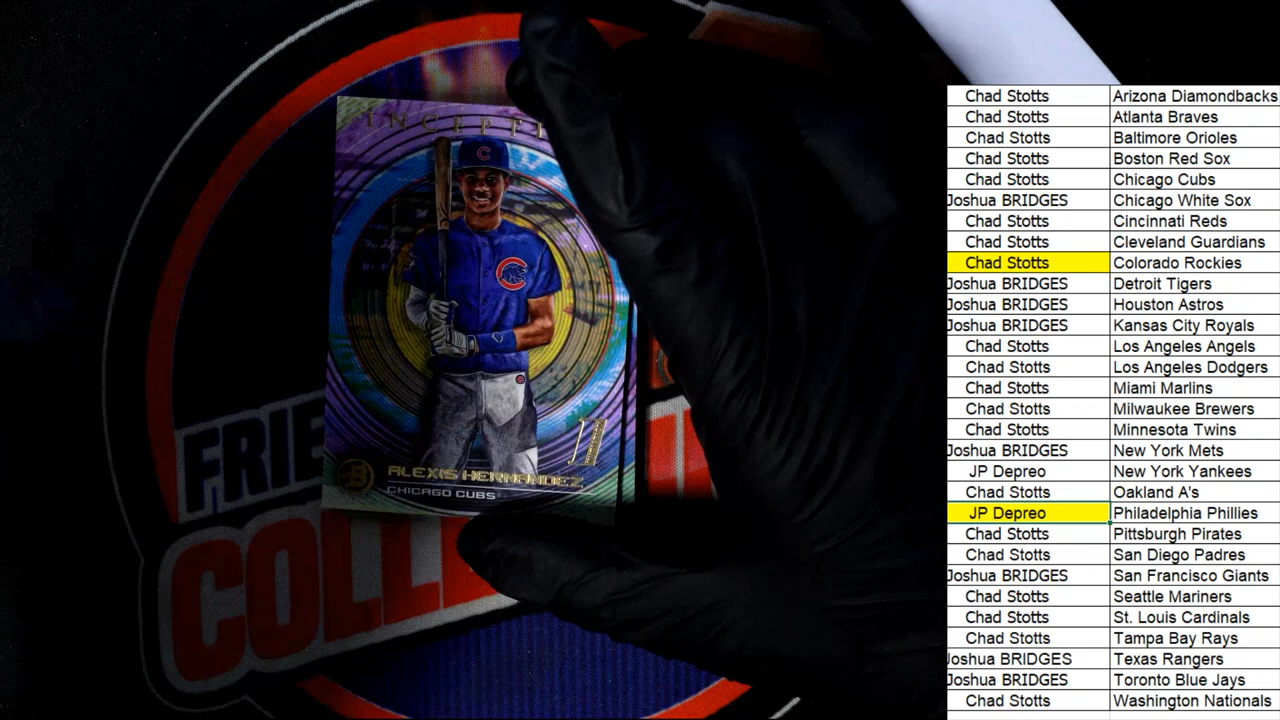 INCEPTI
C
C
11
B
ALEXIS HERNANDEZ
CHICAGO CUBS
FRIE
COLLE
Chad Stotts Arizona Diamondbacks
Chad Stotts Atlanta Braves
Chad Stotts Baltimore Orioles
Chad Stotts Boston Red Sox
Chad Stotts Chicago Cubs
Joshua BRIDGES Chicago White Sox
Chad Stotts Cincinnati Reds
Chad Stotts Cleveland Guardians
Chad Stotts Colorado Rockies
Joshua BRIDGES Detroit Tigers
Joshua BRIDGES Houston Astros
Joshua BRIDGES Kansas City Royals
Chad Stotts Los Angeles Angels
Chad Stotts Los Angeles Dodgers
Chad Stotts Miami Marlins
Chad Stotts Milwaukee Brewers
Chad Stotts Minnesota Twins
Joshua BRIDGES New York Mets
JP Depreo New York Yankees
Chad Stotts Oakland A's
JP Depreo Philadelphia Phillies
Chad Stotts Pittsburgh Pirates
Chad Stotts San Diego Padres
Joshua BRIDGES San Francisco Giants
Chad Stotts Seattle Mariners
Chad Stotts St. Louis Cardinals
Chad Stotts Tampa Bay Rays
Joshua BRIDGES Texas Rangers
Joshua BRIDGES Toronto Blue Jays
Chad Stotts Washington Nationals